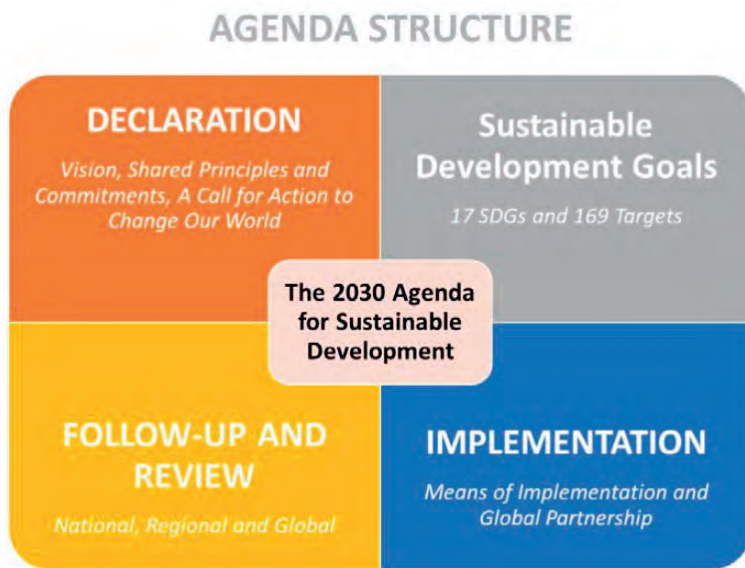 AGENDA STRUCTURE
DECLARATION
Vision, Shared Principles and
Commitments, A Call for Action to
Change Our World
Sustainable
Development Goals
17 SDGs and 169 Targets
The 2030 Agenda
for Sustainable
Development
FOLLOW-UP AND
REVIEW
National, Regional and Global
IMPLEMENTATION
Means of Implementation and
Global Partnership